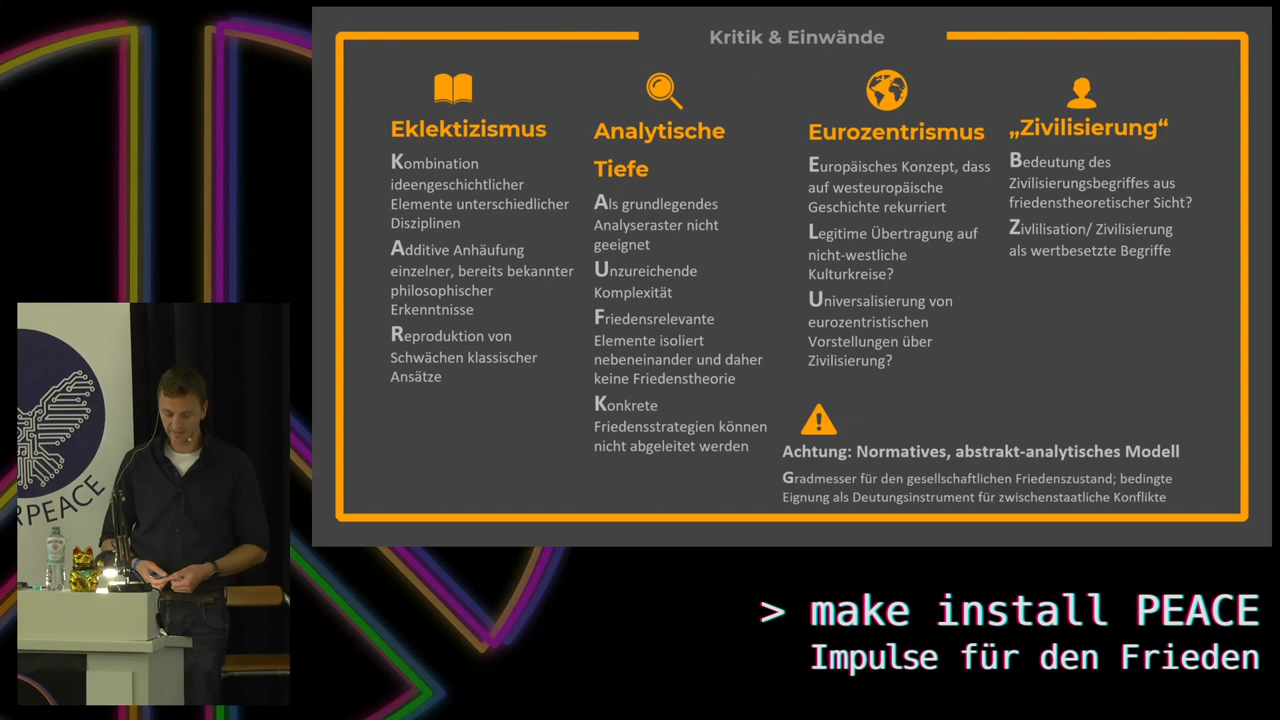 Kritik & Einwände
Eklektizismus
Kombination
ideengeschichtlicher
Elemente unterschiedlicher
Disziplinen
Additive Anhäufung
einzelner, bereits bekannter
philosophischer
Erkenntnisse
Reproduktion von
Schwächen klassischer
Ansätze
Analytische
Tiefe
Als grundlegendes
Analyseraster nicht
geeignet
Unzureichende
Komplexität
Friedensrelevante
Elemente isoliert
nebeneinander und daher
keine Friedenstheorie
Konkrete
Friedensstrategien können
nicht abgeleitet werden
Eurozentrismus
Europäisches Konzept, dass
auf westeuropäische
Geschichte rekurriert
Legitime Übertragung auf
nicht-westliche
Kulturkreise?
Universalisierung von
eurozentristischen
Vorstellungen über
Zivilisierung?
„Zivilisierung“
Bedeutung des
Zivilisierungsbegriffes aus
friedenstheoretischer Sicht?
Zivlilisation/ Zivilisierung
als wertbesetzte Begriffe
Achtung: Normatives, abstrakt-analytisches Modell
Gradmesser für den gesellschaftlichen Friedenszustand; bedingte
Eignung als Deutungsinstrument für zwischenstaatliche Konflikte
RPEACE
> make install PEACE
Impulse für den Frieden